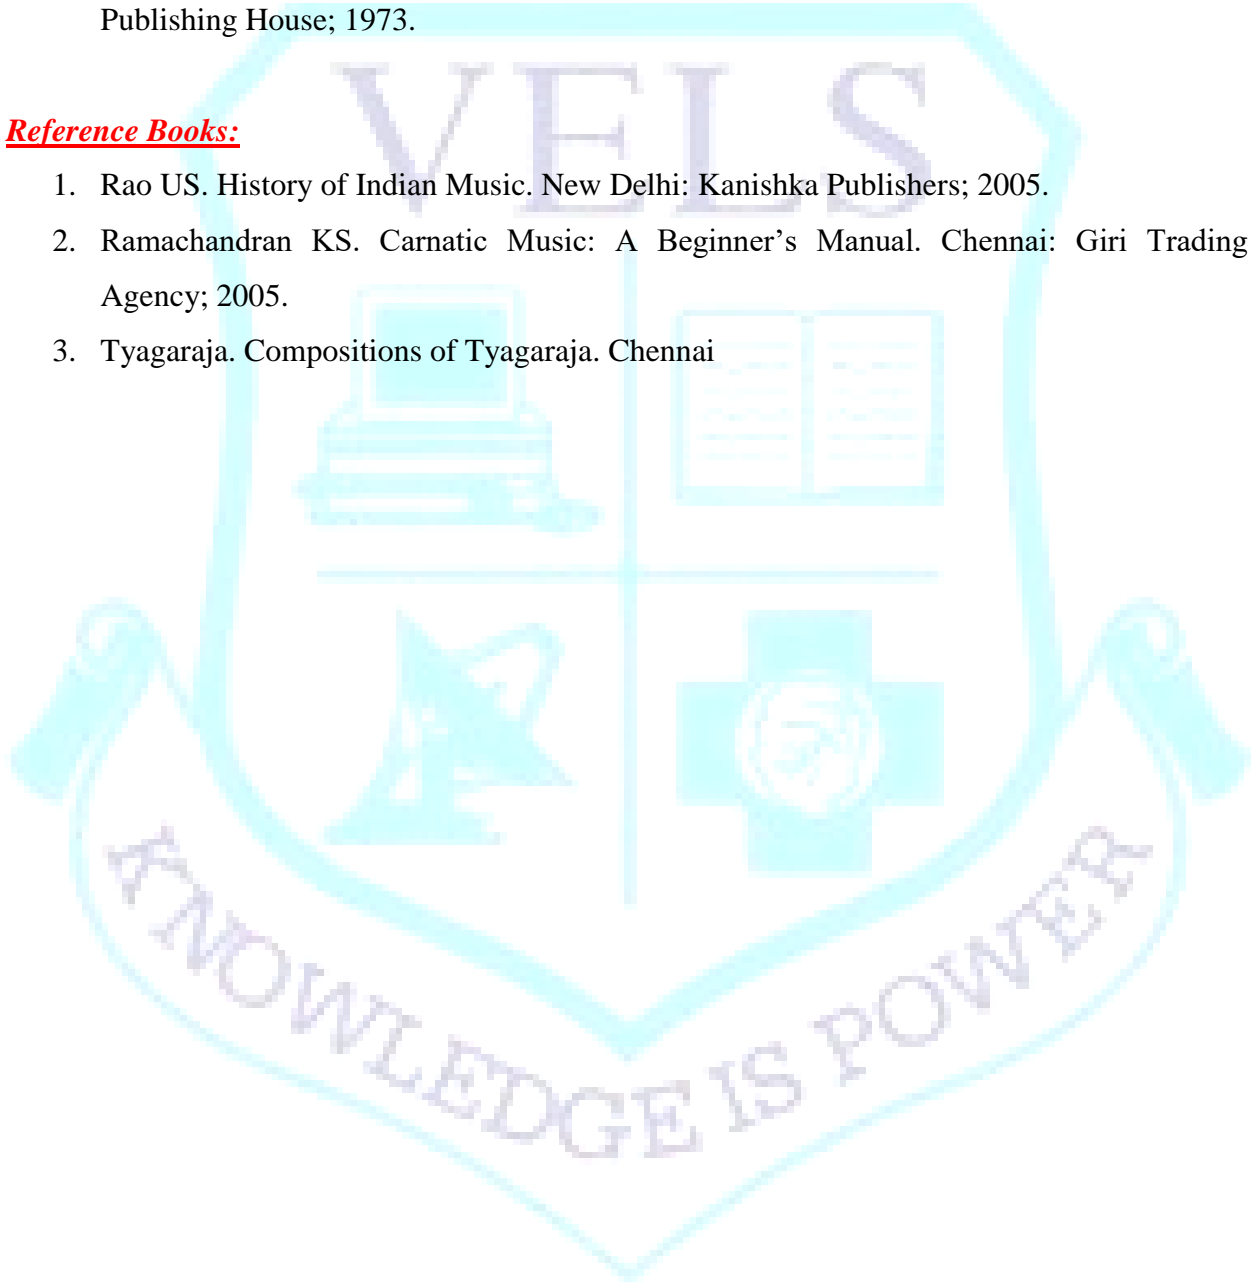 Publishing House; 1973.
VELS
Reference Books:
1. Rao US. History of Indian Music. New Delhi: Kanishka Publishers; 2005.
2. Ramachandran KS. Carnatic Music: A Beginner’s Manual. Chennai: Giri Trading
Agency; 2005.
3. Tyagaraja. Compositions of Tyagaraja. Chennai
KNOWLEDGE IS POWER